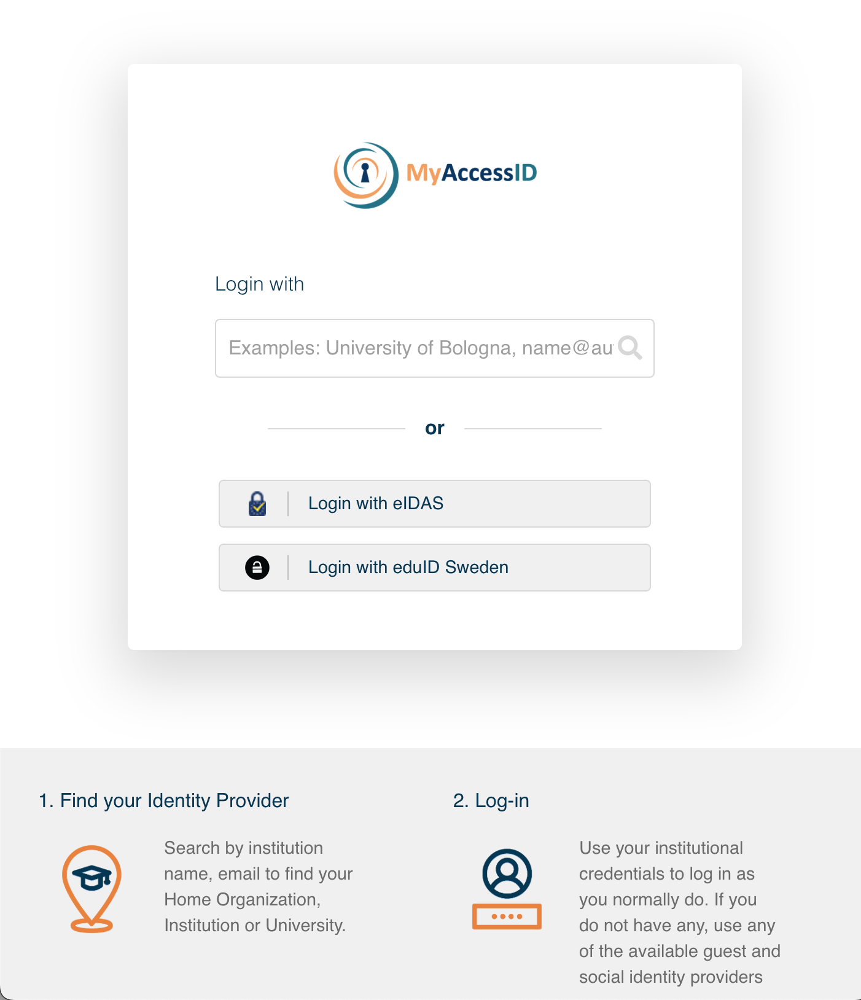 MyAccessID
Login with
Examples: University of Bologna, name@au
or
Login with eIDAS
Login with eduID Sweden
1. Find your Identity Provider
Search by institution
name, email to find your
Home Organization,
Institution or University.
2. Log-in
Use your institutional
credentials to log in as
you normally do. If you
do not have any, use any
of the available guest and
social identity providers